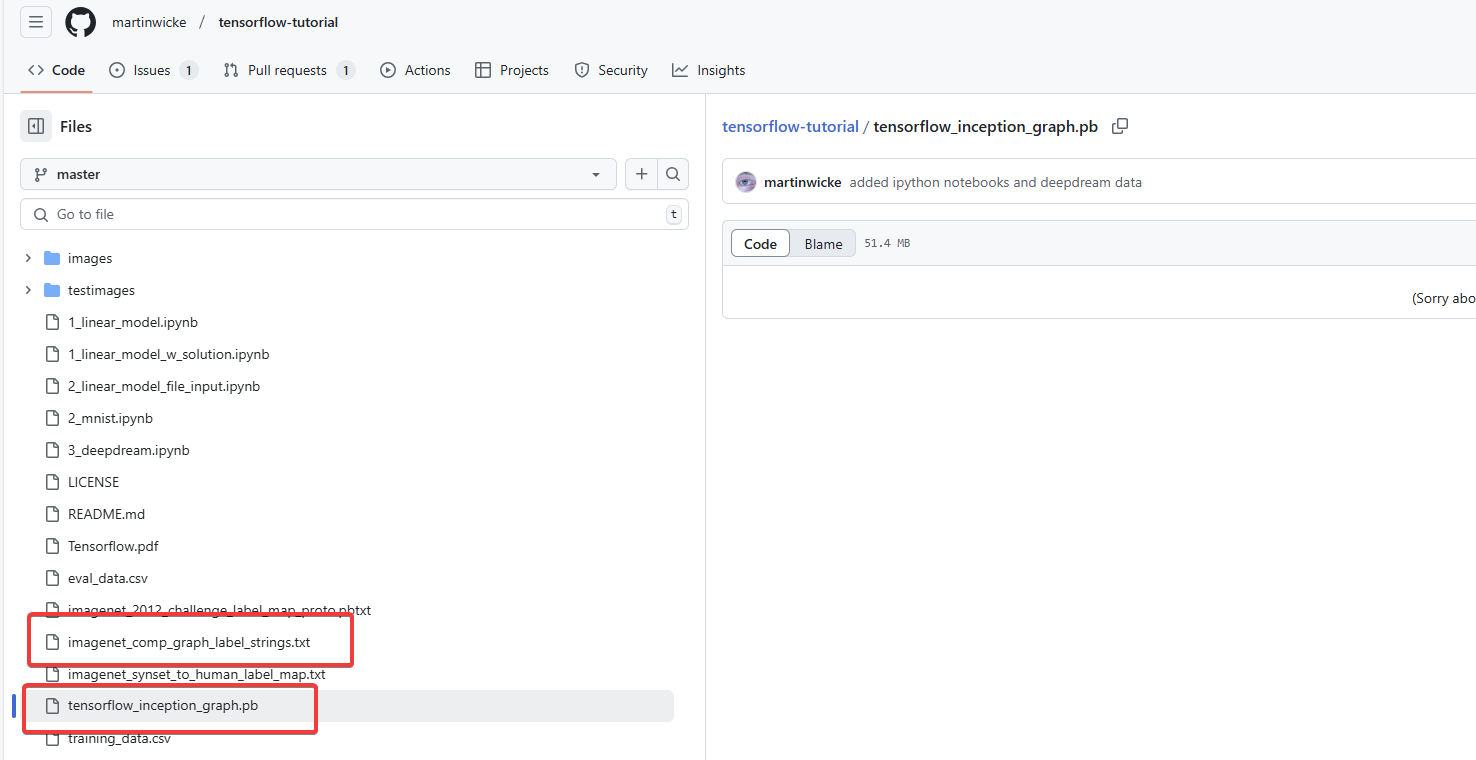 martinwicke / tensorflow-tutorial
Code Issues 1 Pull requests 1 Actions Projects Security Insights
Files
master
Go to file t
images
testimages
1_linear_model.ipynb
1_linear_model_w_solution.ipynb
2_linear_model_file_input.ipynb
2_mnist.ipynb
3_deepdream.ipynb
LICENSE
README.md
Tensorflow.pdf
eval_data.csv
imagenet_2012_challenge_label_map_proto.pbtxt
imagenet_comp_graph_label_strings.txt
imagenet_synset_to_human_label_map.txt
tensorflow_inception_graph.pb
training_data.csv
tensorflow-tutorial / tensorflow_inception_graph.pb
martinwicke added ipython notebooks and deepdream data
Code Blame 51.4 MB
(Sorry abo